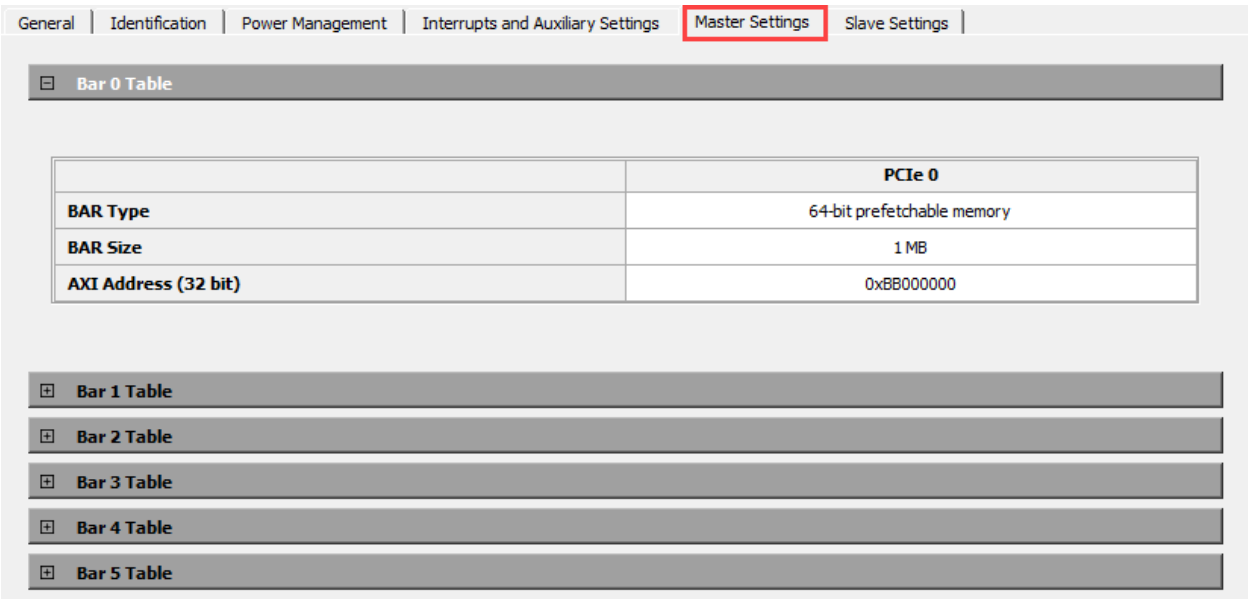 General Identification Power Management Interrupts and Auxiliary Settings Master Settings Slave Settings
Bar 0 Table
PCIe 0
BAR Type 64-bit prefetchable memory
BAR Size 1 MB
AXI Address (32 bit) 0xBB000000
Bar 1 Table
Bar 2 Table
Bar 3 Table
Bar 4 Table
Bar 5 Table